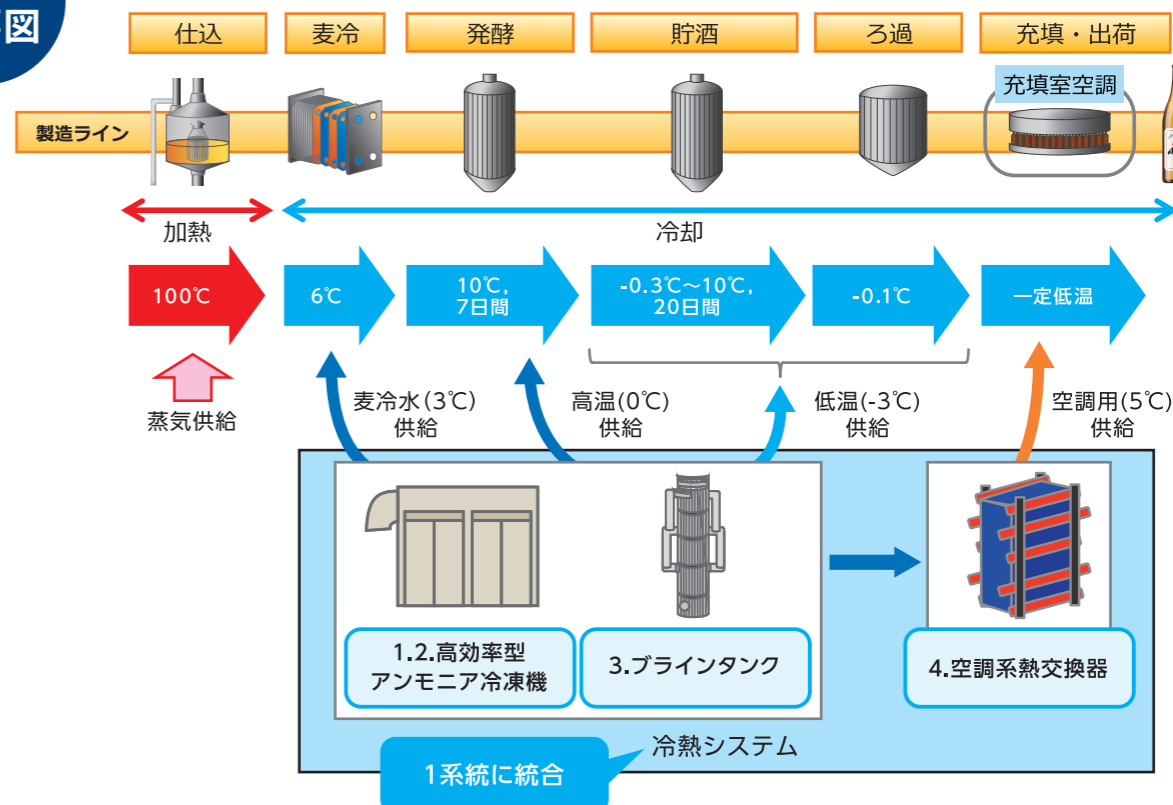 図
仕込
麦冷
発酵
貯酒
ろ過
充填・出荷
充填室空調
製造ライン
加熱
冷却
100℃
6℃
10℃,
7日間
-0.3℃～10℃,
20日間
-0.1℃
一定低温
蒸気供給
麦冷水(3℃)
供給
高温(0℃)
供給
低温(-3℃)
供給
空調用(5℃)
供給
1.2.高効率型
アンモニア冷凍機
3.ブラインタンク
4.空調系熱交換器
冷熱システム
1系統に統合